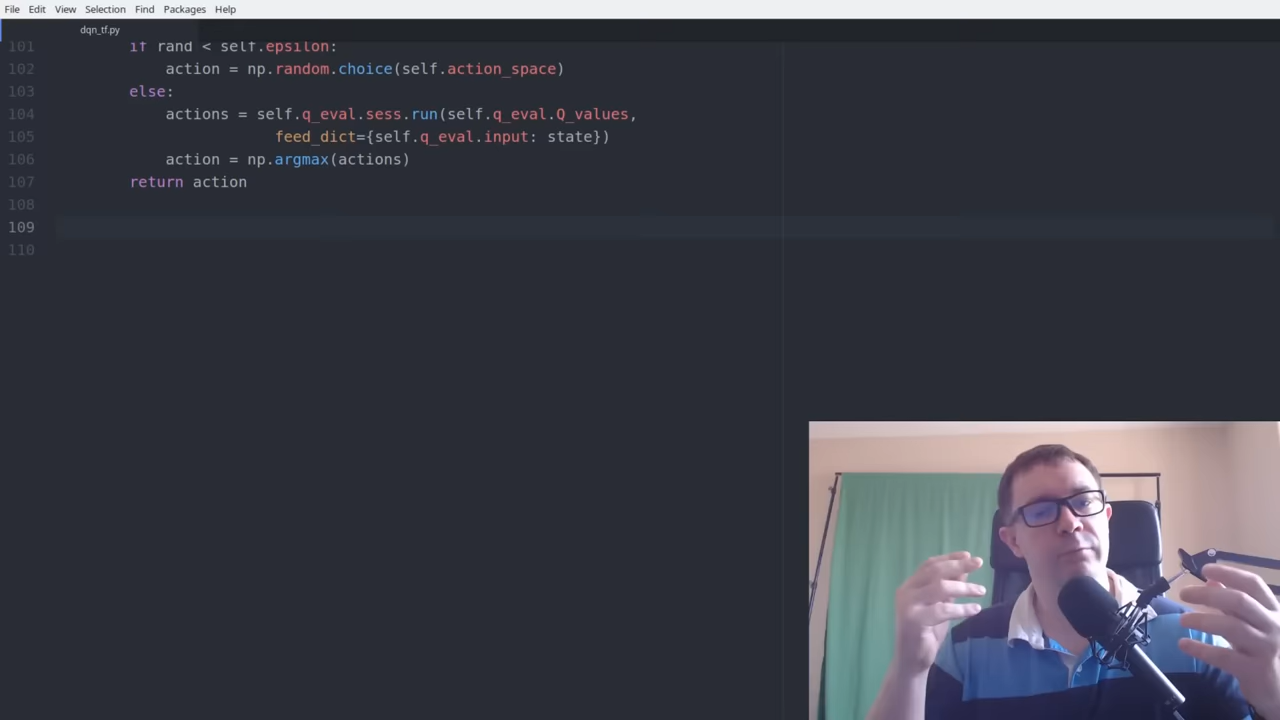 File Edit View Selection Find Packages Help
dqn_tf.py
101 if rand < self.epsilon:
102 action = np.random.choice(self.action_space)
103 else:
104 actions = self.q_eval.sess.run(self.q_eval.Q_values,
105 feed_dict={self.q_eval.input: state})
106 action = np.argmax(actions)
107 return action
108
109
110